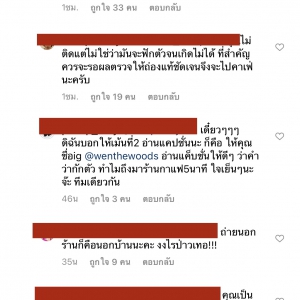 1ชม. ถูกใจ 33 คน ตอบกลับ
ไม่
ติดแต่ไม่ใช่ว่ามันจะฟักตัวจนเกิดไม่ได้ ที่สำคัญ
ควรจะรอผลตรวจให้ถ่องแท้ชัดเจนจึงจะไปคาเฟ่
นะครับ
1ชม. ถูกใจ 19 คน ตอบกลับ
เดี๋ยวๆๆๆ
ดิฉันบอกให้เม้นที่2 อ่านแคปชั่นนะ ก็คือ ให้คุณ
ชื่อig @wenthewoods อ่านแค็บชั่นให้ดีๆ ว่าคำ
ว่ากักตัว ทำไมถึงมาร้านกาแฟ5นาที ใจเย็นๆนะ
จ๊ะ ทีมเดียวกัน
46น ถูกใจ 3 คน ตอบกลับ
ถ่ายนอก
ร้านก็คือนอกบ้านนะคะ งงไรป่าวเทอ!!!
35น ถูกใจ 9 คน ตอบกลับ
คุณเป็น